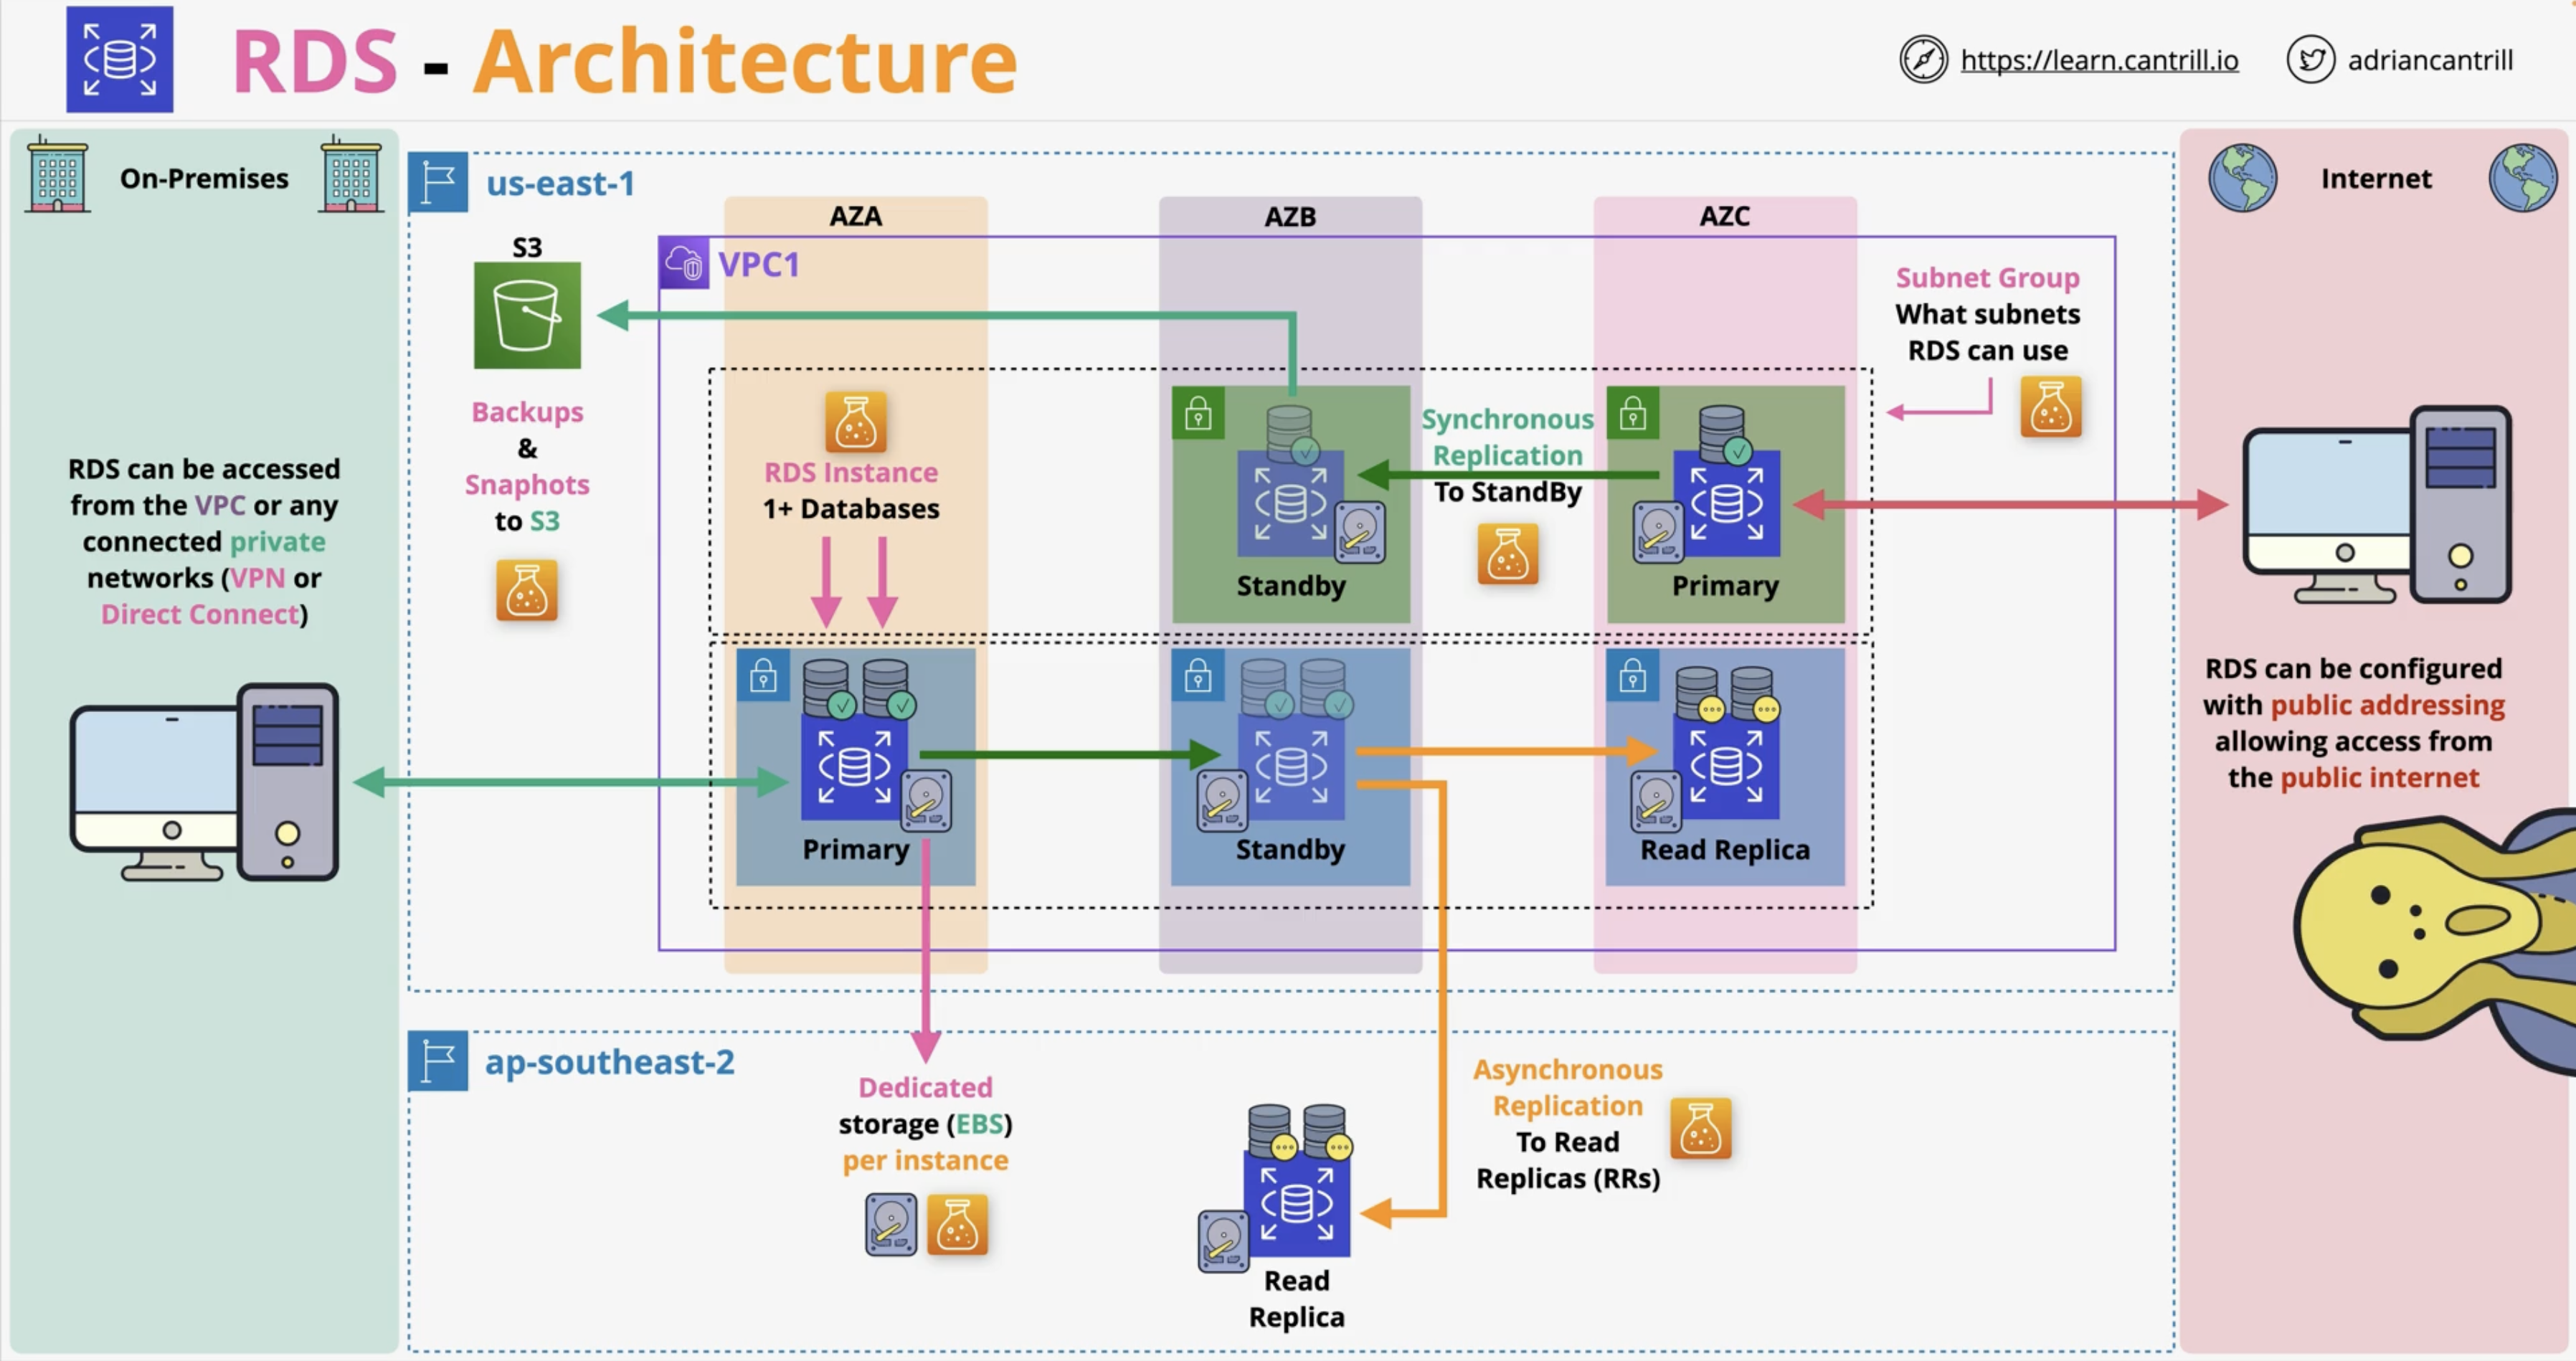 RDS - Architecture
https://learn.cantrill.io
adriancantrill
On-Premises
RDS can be accessed
from the VPC or any
connected private
networks (VPN or
Direct Connect)
us-east-1
S3
Backups
&
Snaphots
to S3
VPC1
AZA
AZB
AZC
RDS Instance
1+ Databases
Standby
Synchronous
Replication
To StandBy
Primary
Subnet Group
What subnets
RDS can use
Primary
Standby
Read Replica
ap-southeast-2
Dedicated
storage (EBS)
per instance
Read
Replica
Asynchronous
Replication
To Read
Replicas (RRs)
Internet
RDS can be configured
with public addressing
allowing access from
the public internet